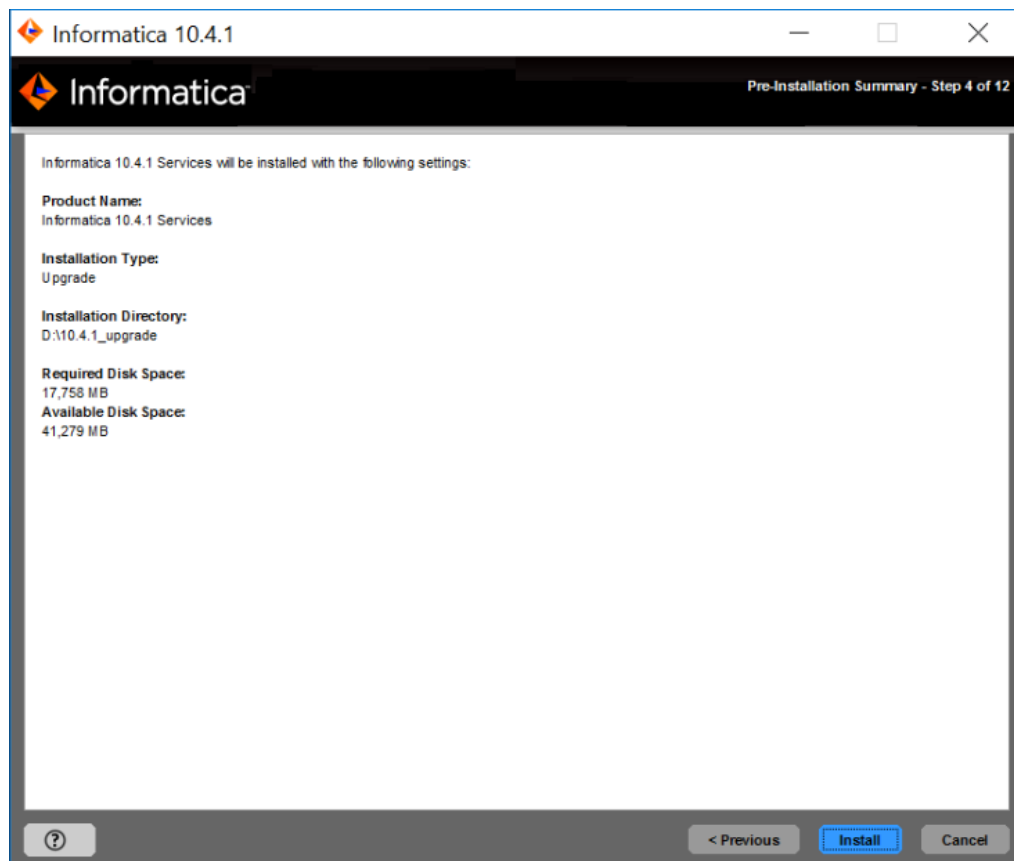 Informatica 10.4.1
Informatica
Pre-Installation Summary - Step 4 of 12
Informatica 10.4.1 Services will be installed with the following settings:
Product Name:
Informatica 10.4.1 Services
Installation Type:
Upgrade
Installation Directory:
D:\10.4.1_upgrade
Required Disk Space:
17,758 MB
Available Disk Space:
41,279 MB
?
< Previous
Install
Cancel